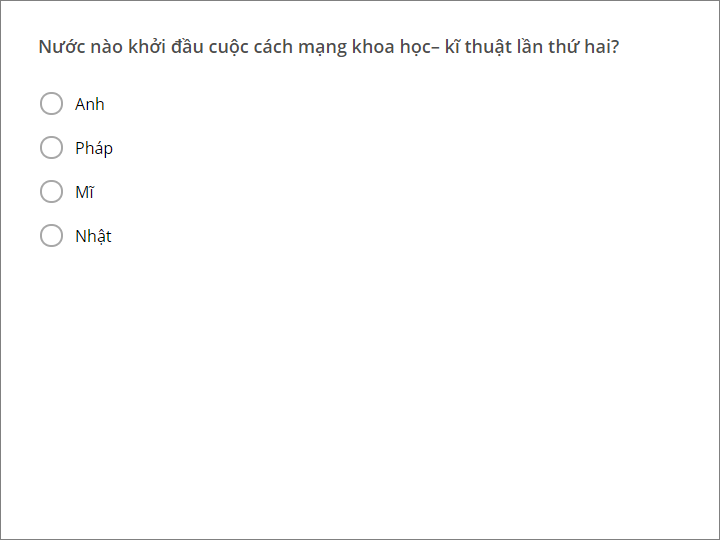 Nước nào khởi đầu cuộc cách mạng khoa học– kĩ thuật lần thứ hai?
Anh
Pháp
Mĩ
Nhật